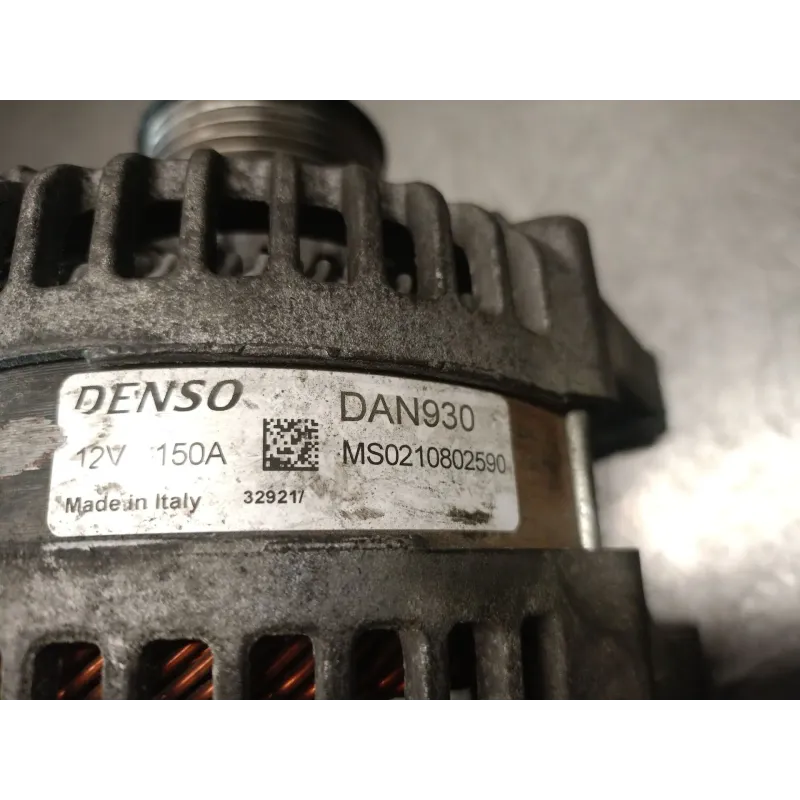 DENSO DAN930
12V 150A MS0210802590
Made in Italy 32921/